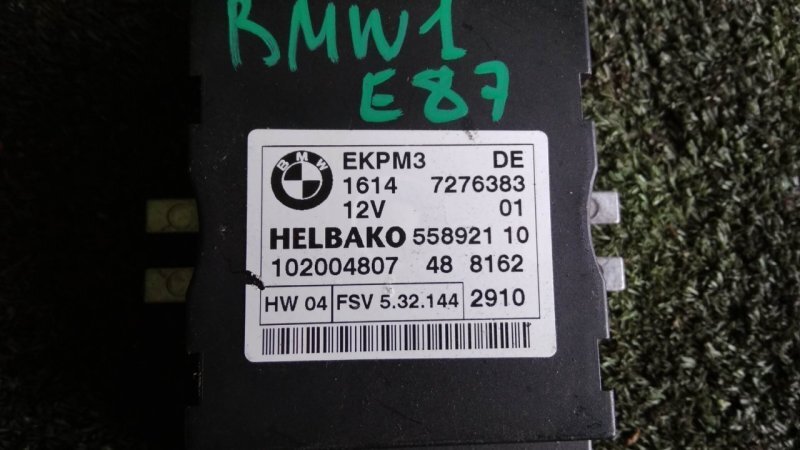 BMW1
E87
BMW EKPM3 DE
1614 7276383
12V 01
HELBAKO 558921 10
102004807 48 8162
HW 04 FSV 5.32.144 2910